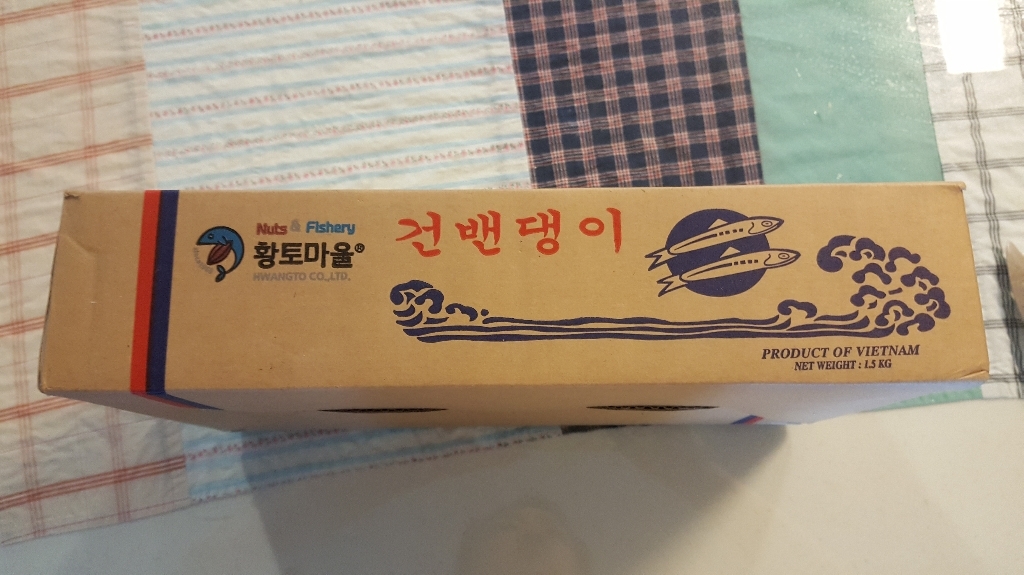 Nuts & Fishery
황토마을®
HWANGTO CO.,LTD.
건밴댕이
PRODUCT OF VIETNAM
NET WEIGHT : 1.5 KG